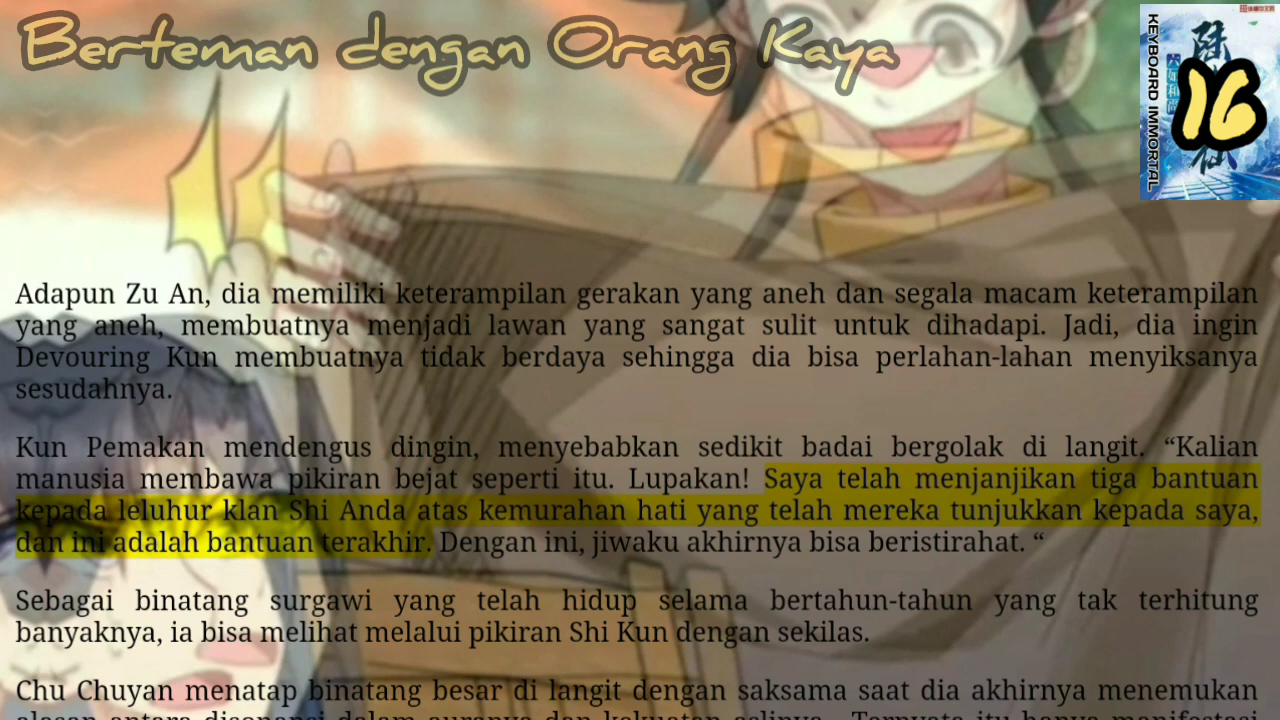 Berteman dengan Orang Kaya
KEYBOARD IMMORTAL
16
Adapun Zu An, dia memiliki keterampilan gerakan yang aneh dan segala macam keterampilan
yang aneh, membuatnya menjadi lawan yang sangat sulit untuk dihadapi. Jadi, dia ingin
Devouring Kun membuatnya tidak berdaya sehingga dia bisa perlahan-lahan menyiksanya
sesudahnya.
Kun Pemakan mendengus dingin, menyebabkan sedikit badai bergolak di langit. “Kalian
manusia membawa pikiran bejat seperti itu. Lupakan! Saya telah menjanjikan tiga bantuan
kepada leluhur klan Shi Anda atas kemurahan hati yang telah mereka tunjukkan kepada saya,
dan ini adalah bantuan terakhir. Dengan ini, jiwaku akhirnya bisa beristirahat. “
Sebagai binatang surgawi yang telah hidup selama bertahun-tahun yang tak terhitung
banyaknya, ia bisa melihat melalui pikiran Shi Kun dengan sekilas.
Chu Chuyan menatap binatang besar di langit dengan saksama saat dia akhirnya menemukan